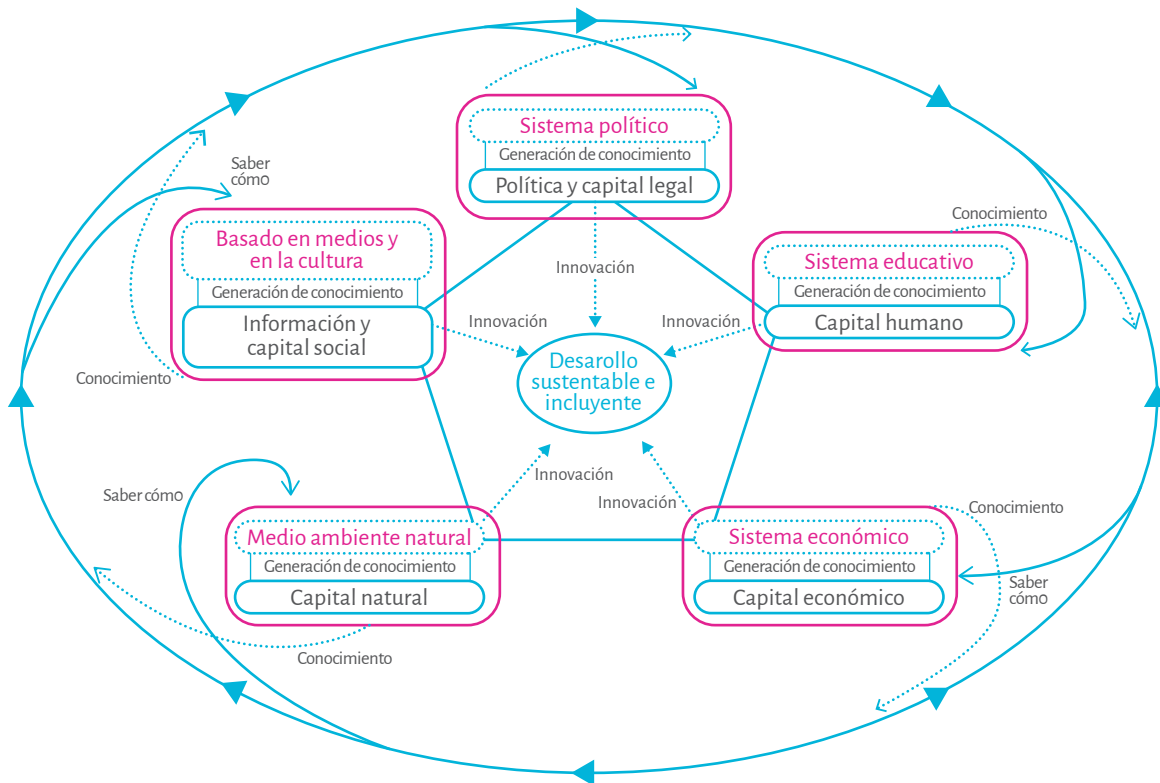 Sistema político
Generación de conocimiento
Política y capital legal
Saber
cómo
Basado en medios y
en la cultura
Generación de conocimiento
Información y
capital social
Conocimiento
Conocimiento
Sistema educativo
Generación de conocimiento
Capital humano
Innovación
Innovación
Innovación
Desarollo
sustentable e
incluyente
Innovación
Innovación
Saber cómo
Medio ambiente natural
Generación de conocimiento
Capital natural
Conocimiento
Conocimiento
Sistema económico
Generación de conocimiento
Capital económico
Saber
cómo